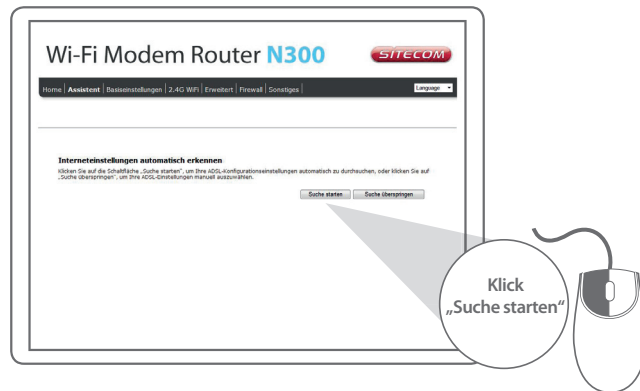 Wi-Fi Modem Router N300
SITECOM
Home | Assistent | Basiseinstellungen | 2.4G WiFi | Erweitert | Firewall | Sonstiges |
Language
Interneteinstellungen automatisch erkennen
Klicken Sie auf die Schaltfläche „Suche starten", um Ihre ADSL-Konfigurationseinstellungen automatisch zu durchsuchen, oder klicken Sie auf
„Suche überspringen", um Ihre ADSL-Einstellungen manuell auszuwählen.
Suche starten
Suche überspringen
Klick
„Suche starten“